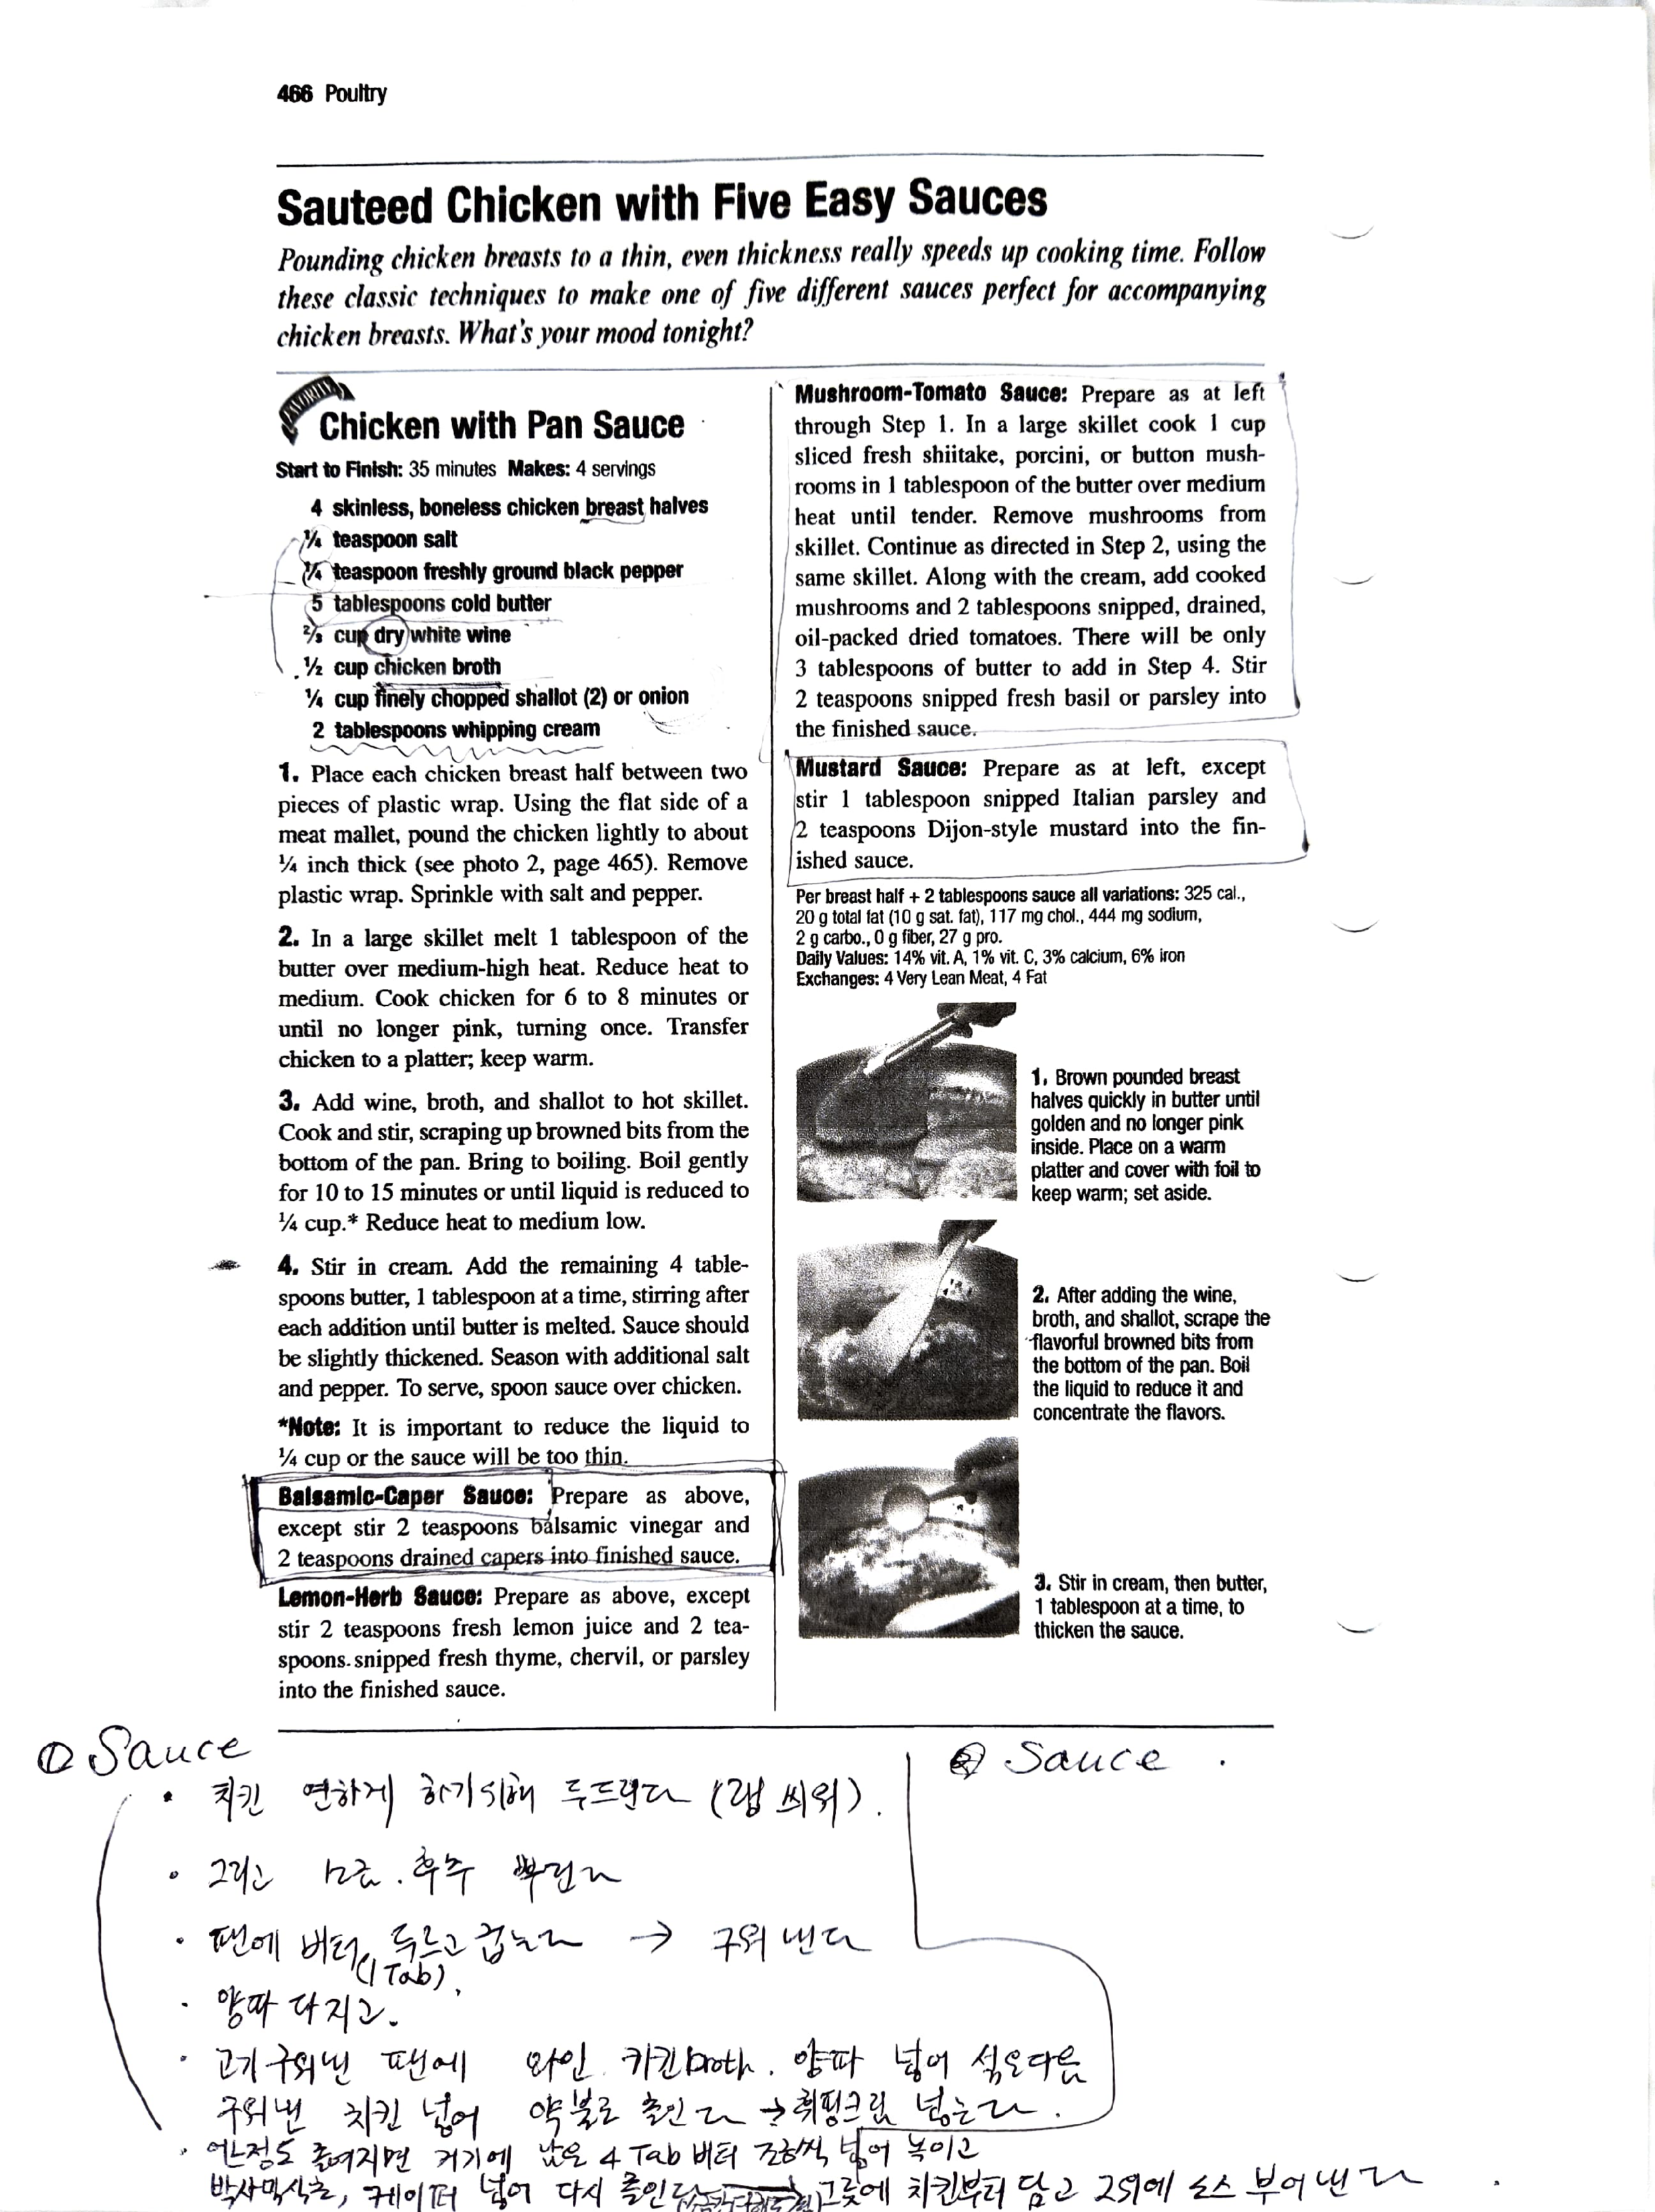 466 Poultry
Sauteed Chicken with Five Easy Sauces
Pounding chicken breasts to a thin, even thickness really speeds up cooking time. Follow
these classic techniques to make one of five different sauces perfect for accompanying
chicken breasts. What's your mood tonight?
FAVORITE
Chicken with Pan Sauce
Start to Finish: 35 minutes Makes: 4 servings
4 skinless, boneless chicken breast halves
¼ teaspoon salt
¼ teaspoon freshly ground black pepper
5 tablespoons cold butter
⅔ cup dry white wine
½ cup chicken broth
¼ cup finely chopped shallot (2) or onion
2 tablespoons whipping cream
1. Place each chicken breast half between two
pieces of plastic wrap. Using the flat side of a
meat mallet, pound the chicken lightly to about
¼ inch thick (see photo 2, page 465). Remove
plastic wrap. Sprinkle with salt and pepper.
2. In a large skillet melt 1 tablespoon of the
butter over medium-high heat. Reduce heat to
medium. Cook chicken for 6 to 8 minutes or
until no longer pink, turning once. Transfer
chicken to a platter; keep warm.
3. Add wine, broth, and shallot to hot skillet.
Cook and stir, scraping up browned bits from the
bottom of the pan. Bring to boiling. Boil gently
for 10 to 15 minutes or until liquid is reduced to
¼ cup.* Reduce heat to medium low.
4. Stir in cream. Add the remaining 4 table-
spoons butter, 1 tablespoon at a time, stirring after
each addition until butter is melted. Sauce should
be slightly thickened. Season with additional salt
and pepper. To serve, spoon sauce over chicken.
*Note: It is important to reduce the liquid to
¼ cup or the sauce will be too thin.
Balsamic-Caper Sauce: Prepare as above,
except stir 2 teaspoons balsamic vinegar and
2 teaspoons drained capers into finished sauce.
Lemon-Herb Sauce: Prepare as above, except
stir 2 teaspoons fresh lemon juice and 2 tea-
spoons snipped fresh thyme, chervil, or parsley
into the finished sauce.
Mushroom-Tomato Sauce: Prepare as at left
through Step 1. In a large skillet cook 1 cup
sliced fresh shiitake, porcini, or button mush-
rooms in 1 tablespoon of the butter over medium
heat until tender. Remove mushrooms from
skillet. Continue as directed in Step 2, using the
same skillet. Along with the cream, add cooked
mushrooms and 2 tablespoons snipped, drained,
oil-packed dried tomatoes. There will be only
3 tablespoons of butter to add in Step 4. Stir
2 teaspoons snipped fresh basil or parsley into
the finished sauce.
Mustard Sauce: Prepare as at left, except
stir 1 tablespoon snipped Italian parsley and
2 teaspoons Dijon-style mustard into the fin-
ished sauce.
Per breast half + 2 tablespoons sauce all variations: 325 cal.,
20 g total fat (10 g sat. fat), 117 mg chol., 444 mg sodium,
2 g carbo., 0 g fiber, 27 g pro.
Daily Values: 14% vit. A, 1% vit. C, 3% calcium, 6% iron
Exchanges: 4 Very Lean Meat, 4 Fat
1. Brown pounded breast
halves quickly in butter until
golden and no longer pink
inside. Place on a warm
platter and cover with foil to
keep warm; set aside.
2. After adding the wine,
broth, and shallot, scrape the
flavorful browned bits from
the bottom of the pan. Boil
the liquid to reduce it and
concentrate the flavors.
3. Stir in cream, then butter,
1 tablespoon at a time, to
thicken the sauce.
① Sauce
• 치킨 연하게 하기위해 두드린다 (랩 씌워).
• 그리고 소금. 후추 뿌린다
• 팬에 버터 두르고 굽는다 → 구워 낸다
(1 Tab).
• 양파 다지고.
• 고기 구워낸 팬에 와인. 치킨 broth. 양파 넣어 섞은다음
구워낸 치킨 넣어 약불로 졸인다 → 휘핑크림 넣는다.
• 어느정도 졸여지면 거기에 남은 4 Tab 버터 조금씩 넣어 녹이고
박사믹식초, 케이퍼 넣어 다시 졸인다 → 그릇에 치킨부터 담고 그위에 소스 부어 낸다
② Sauce.